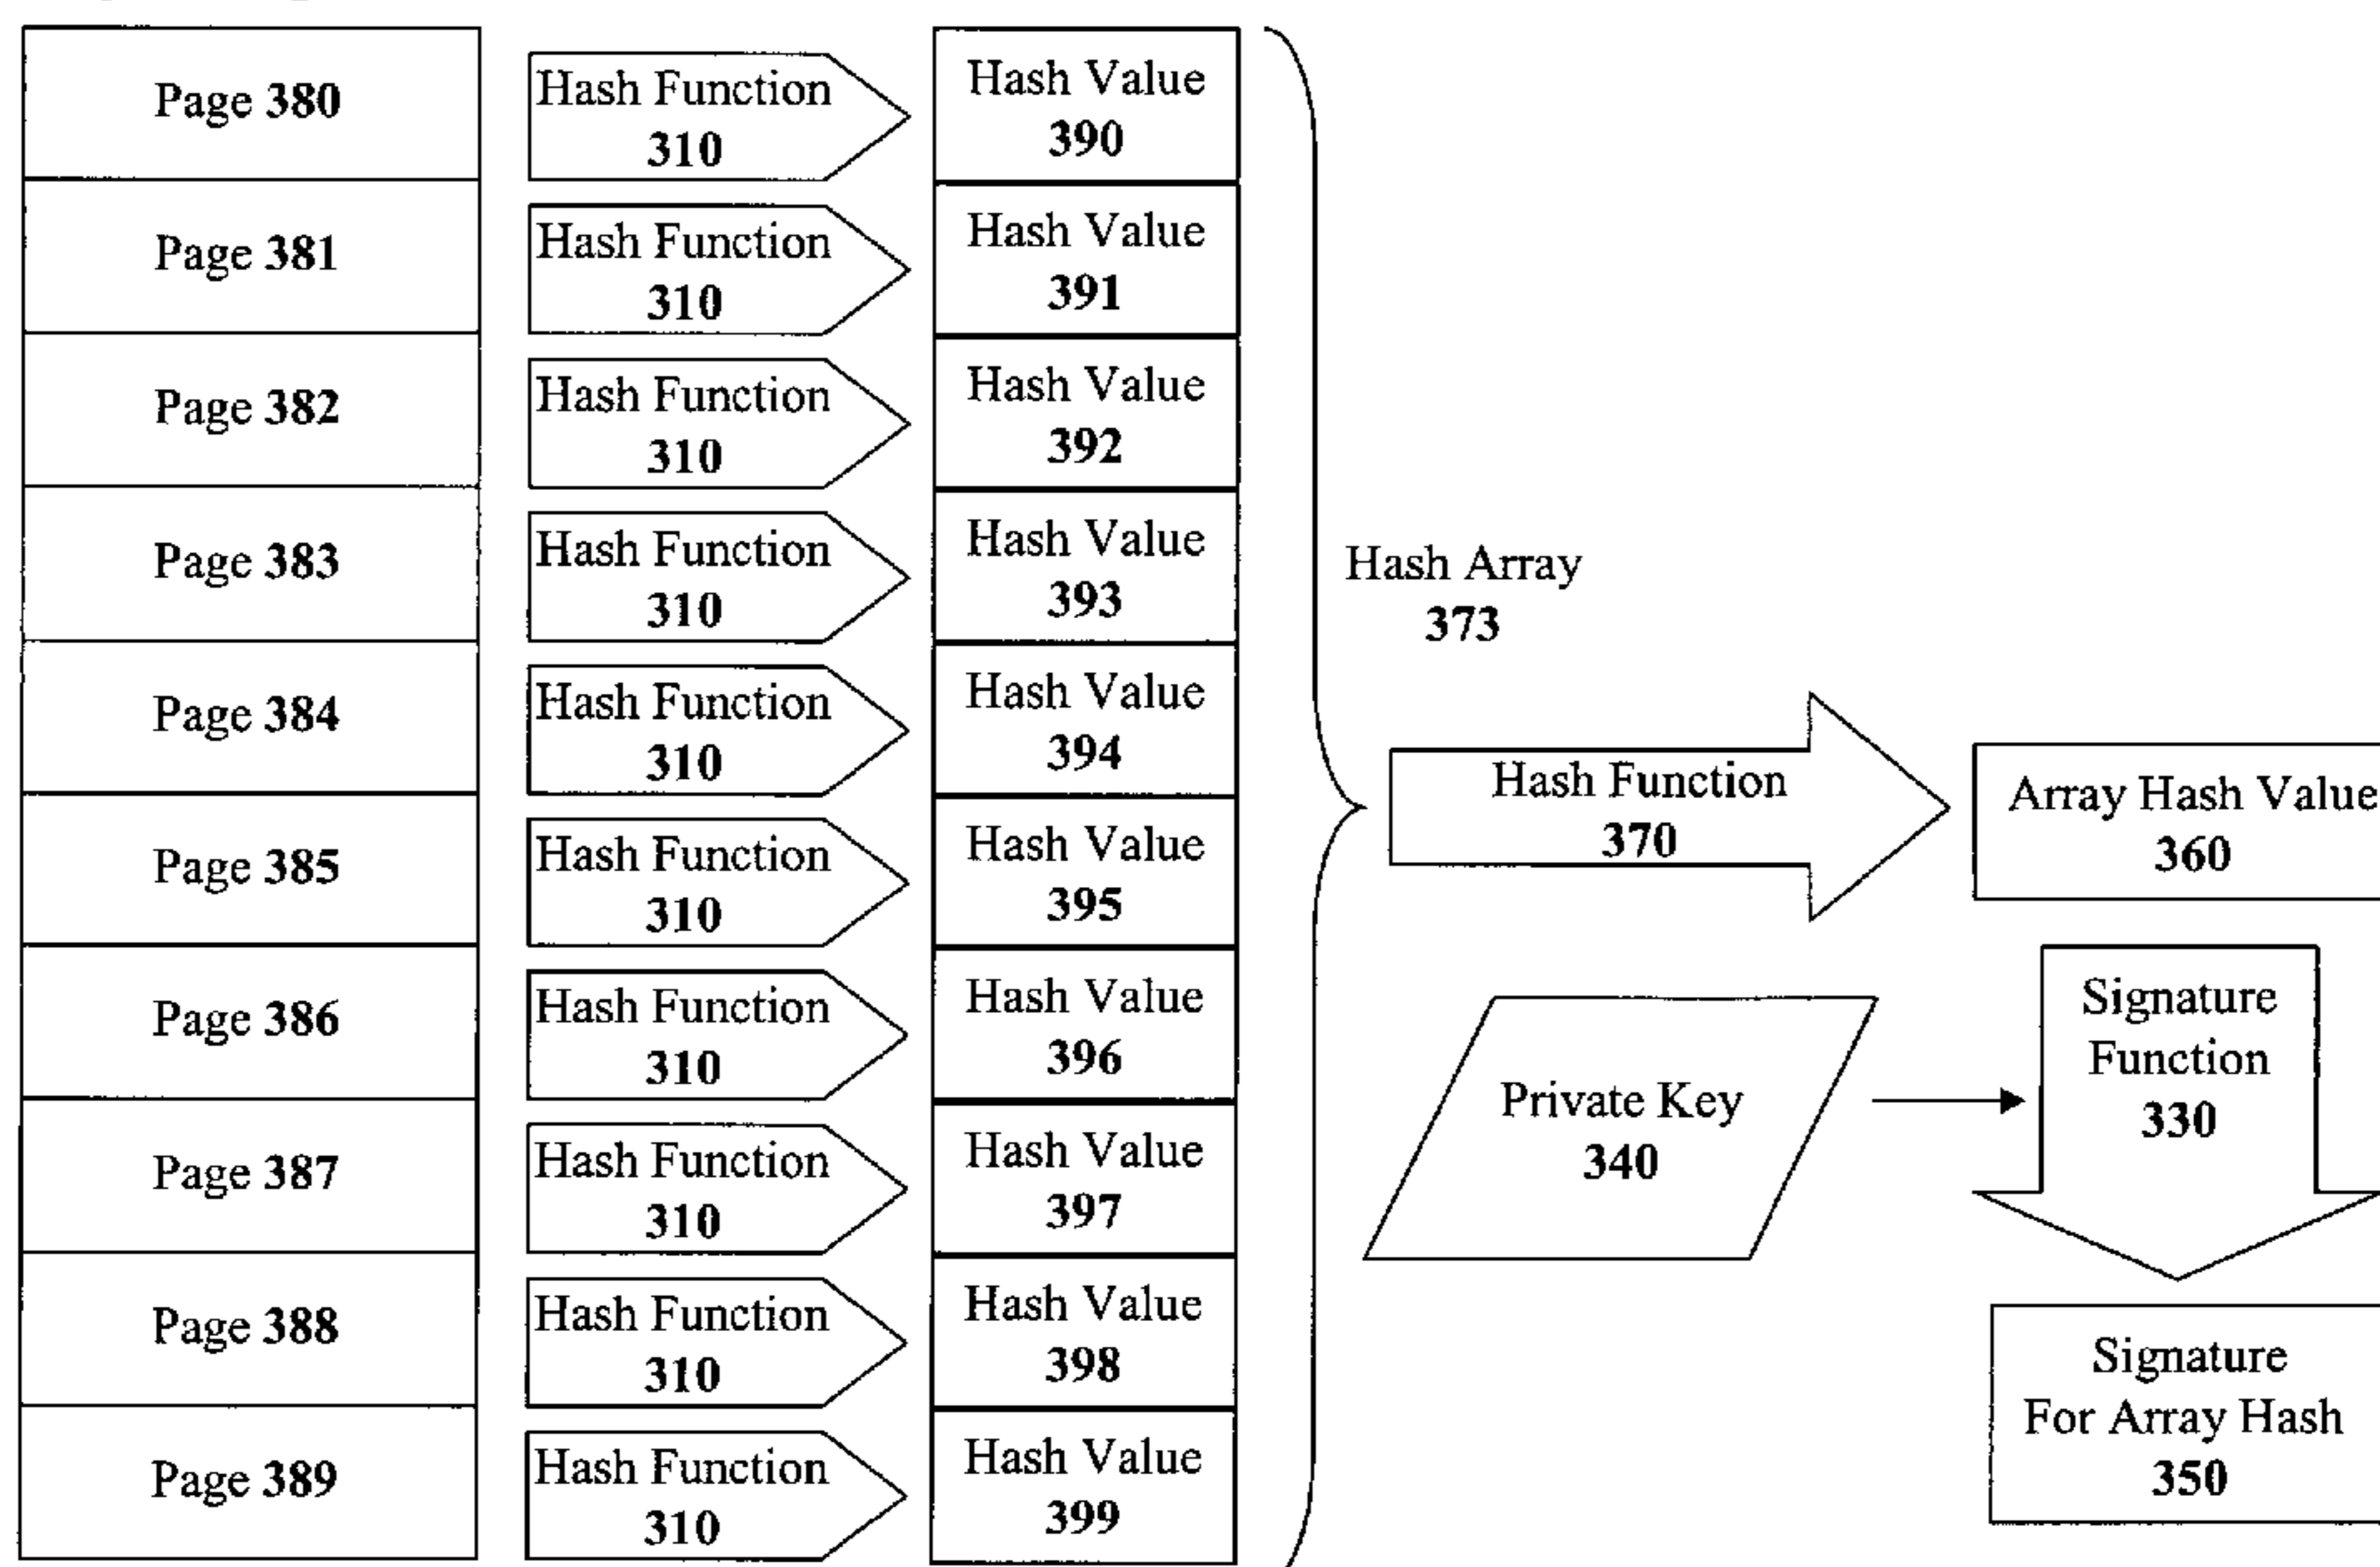 Page 380
Hash Function
310
Hash Value
390
Page 381
Hash Function
310
Hash Value
391
Page 382
Hash Function
310
Hash Value
392
Page 383
Hash Function
310
Hash Value
393
Page 384
Hash Function
310
Hash Value
394
Page 385
Hash Function
310
Hash Value
395
Page 386
Hash Function
310
Hash Value
396
Page 387
Hash Function
310
Hash Value
397
Page 388
Hash Function
310
Hash Value
398
Page 389
Hash Function
310
Hash Value
399
Hash Array
373
Hash Function
370
Array Hash Value
360
Private Key
340
Signature
Function
330
Signature
For Array Hash
350